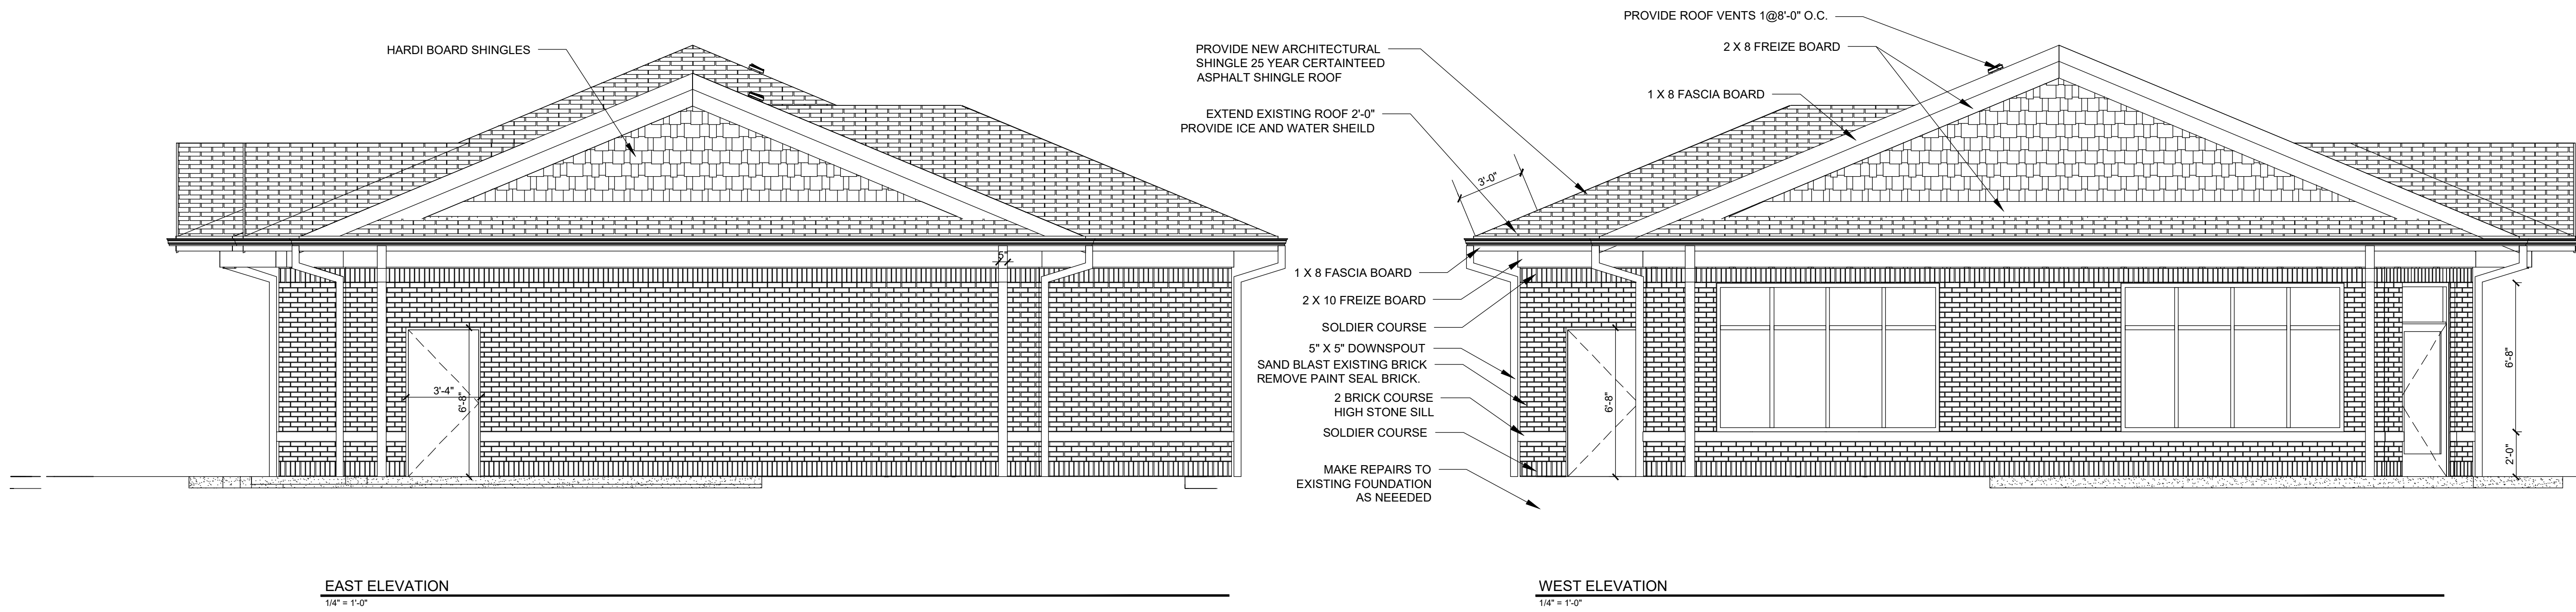 HARDI BOARD SHINGLES
5"
3'-4"
6'-8"
EAST ELEVATION
1/4" = 1'-0"
PROVIDE ROOF VENTS 1@8'-0" O.C.
2 X 8 FREIZE BOARD
PROVIDE NEW ARCHITECTURAL
SHINGLE 25 YEAR CERTAINTEED
ASPHALT SHINGLE ROOF
1 X 8 FASCIA BOARD
EXTEND EXISTING ROOF 2'-0"
PROVIDE ICE AND WATER SHEILD
3'-0"
1 X 8 FASCIA BOARD
2 X 10 FREIZE BOARD
SOLDIER COURSE
5" X 5" DOWNSPOUT
SAND BLAST EXISTING BRICK
REMOVE PAINT SEAL BRICK.
2 BRICK COURSE
HIGH STONE SILL
SOLDIER COURSE
MAKE REPAIRS TO
EXISTING FOUNDATION
AS NEEEDED
6'-8"
6'-8"
2'-0"
WEST ELEVATION
1/4" = 1'-0"